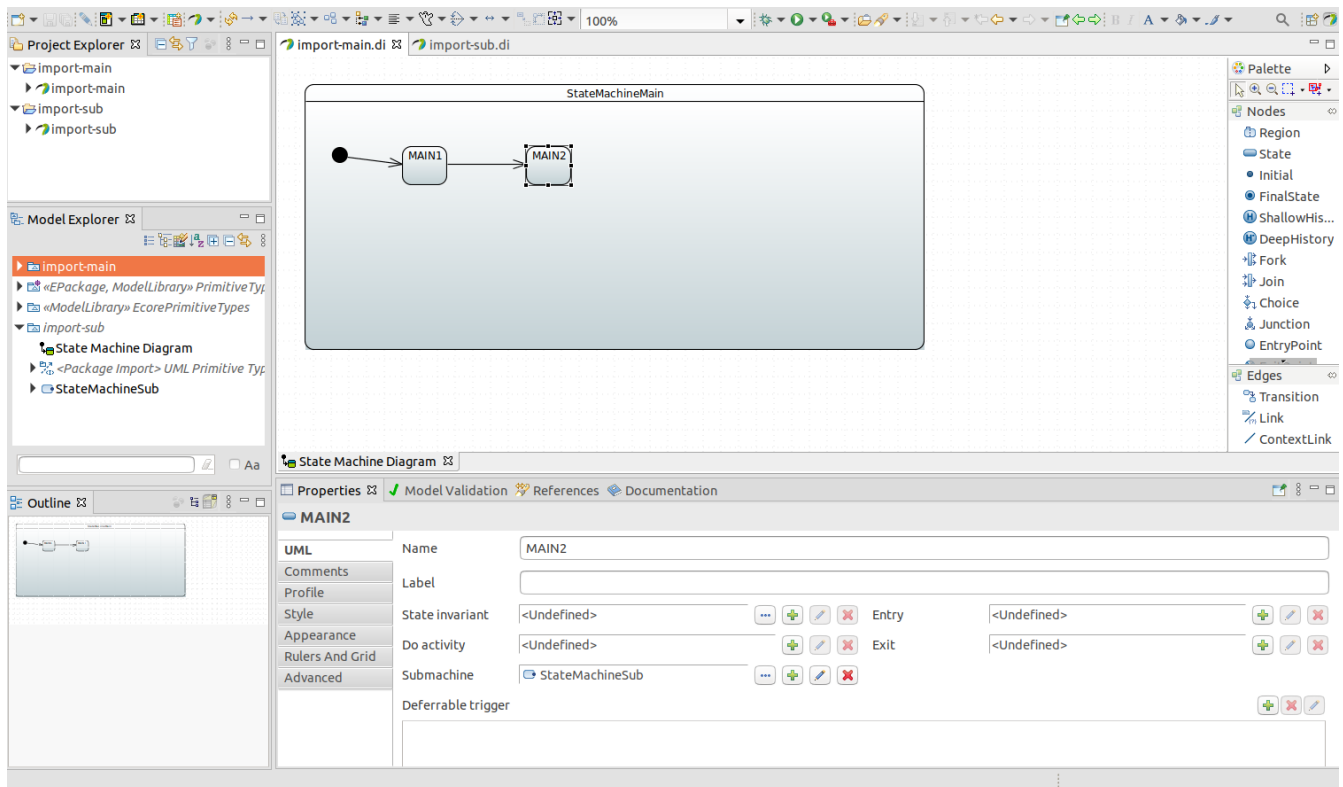 100%
Project Explorer
import-main
import-main
import-sub
import-sub
Model Explorer
import-main
«EPackage, ModelLibrary» PrimitiveTyp
«ModelLibrary» EcorePrimitiveTypes
import-sub
State Machine Diagram
<Package Import> UML Primitive Typ
StateMachineSub
Aa
Outline
import-main.di
import-sub.di
StateMachineMain
MAIN1
MAIN2
State Machine Diagram
Palette
Nodes
Region
State
Initial
FinalState
ShallowHis...
DeepHistory
Fork
Join
Choice
Junction
EntryPoint
Edges
Transition
Link
ContextLink
Properties
Model Validation
References
Documentation
MAIN2
UML
Comments
Profile
Style
Appearance
Rulers And Grid
Advanced
Name
MAIN2
Label
State invariant
<Undefined>
Entry
<Undefined>
Do activity
<Undefined>
Exit
<Undefined>
Submachine
StateMachineSub
Deferrable trigger